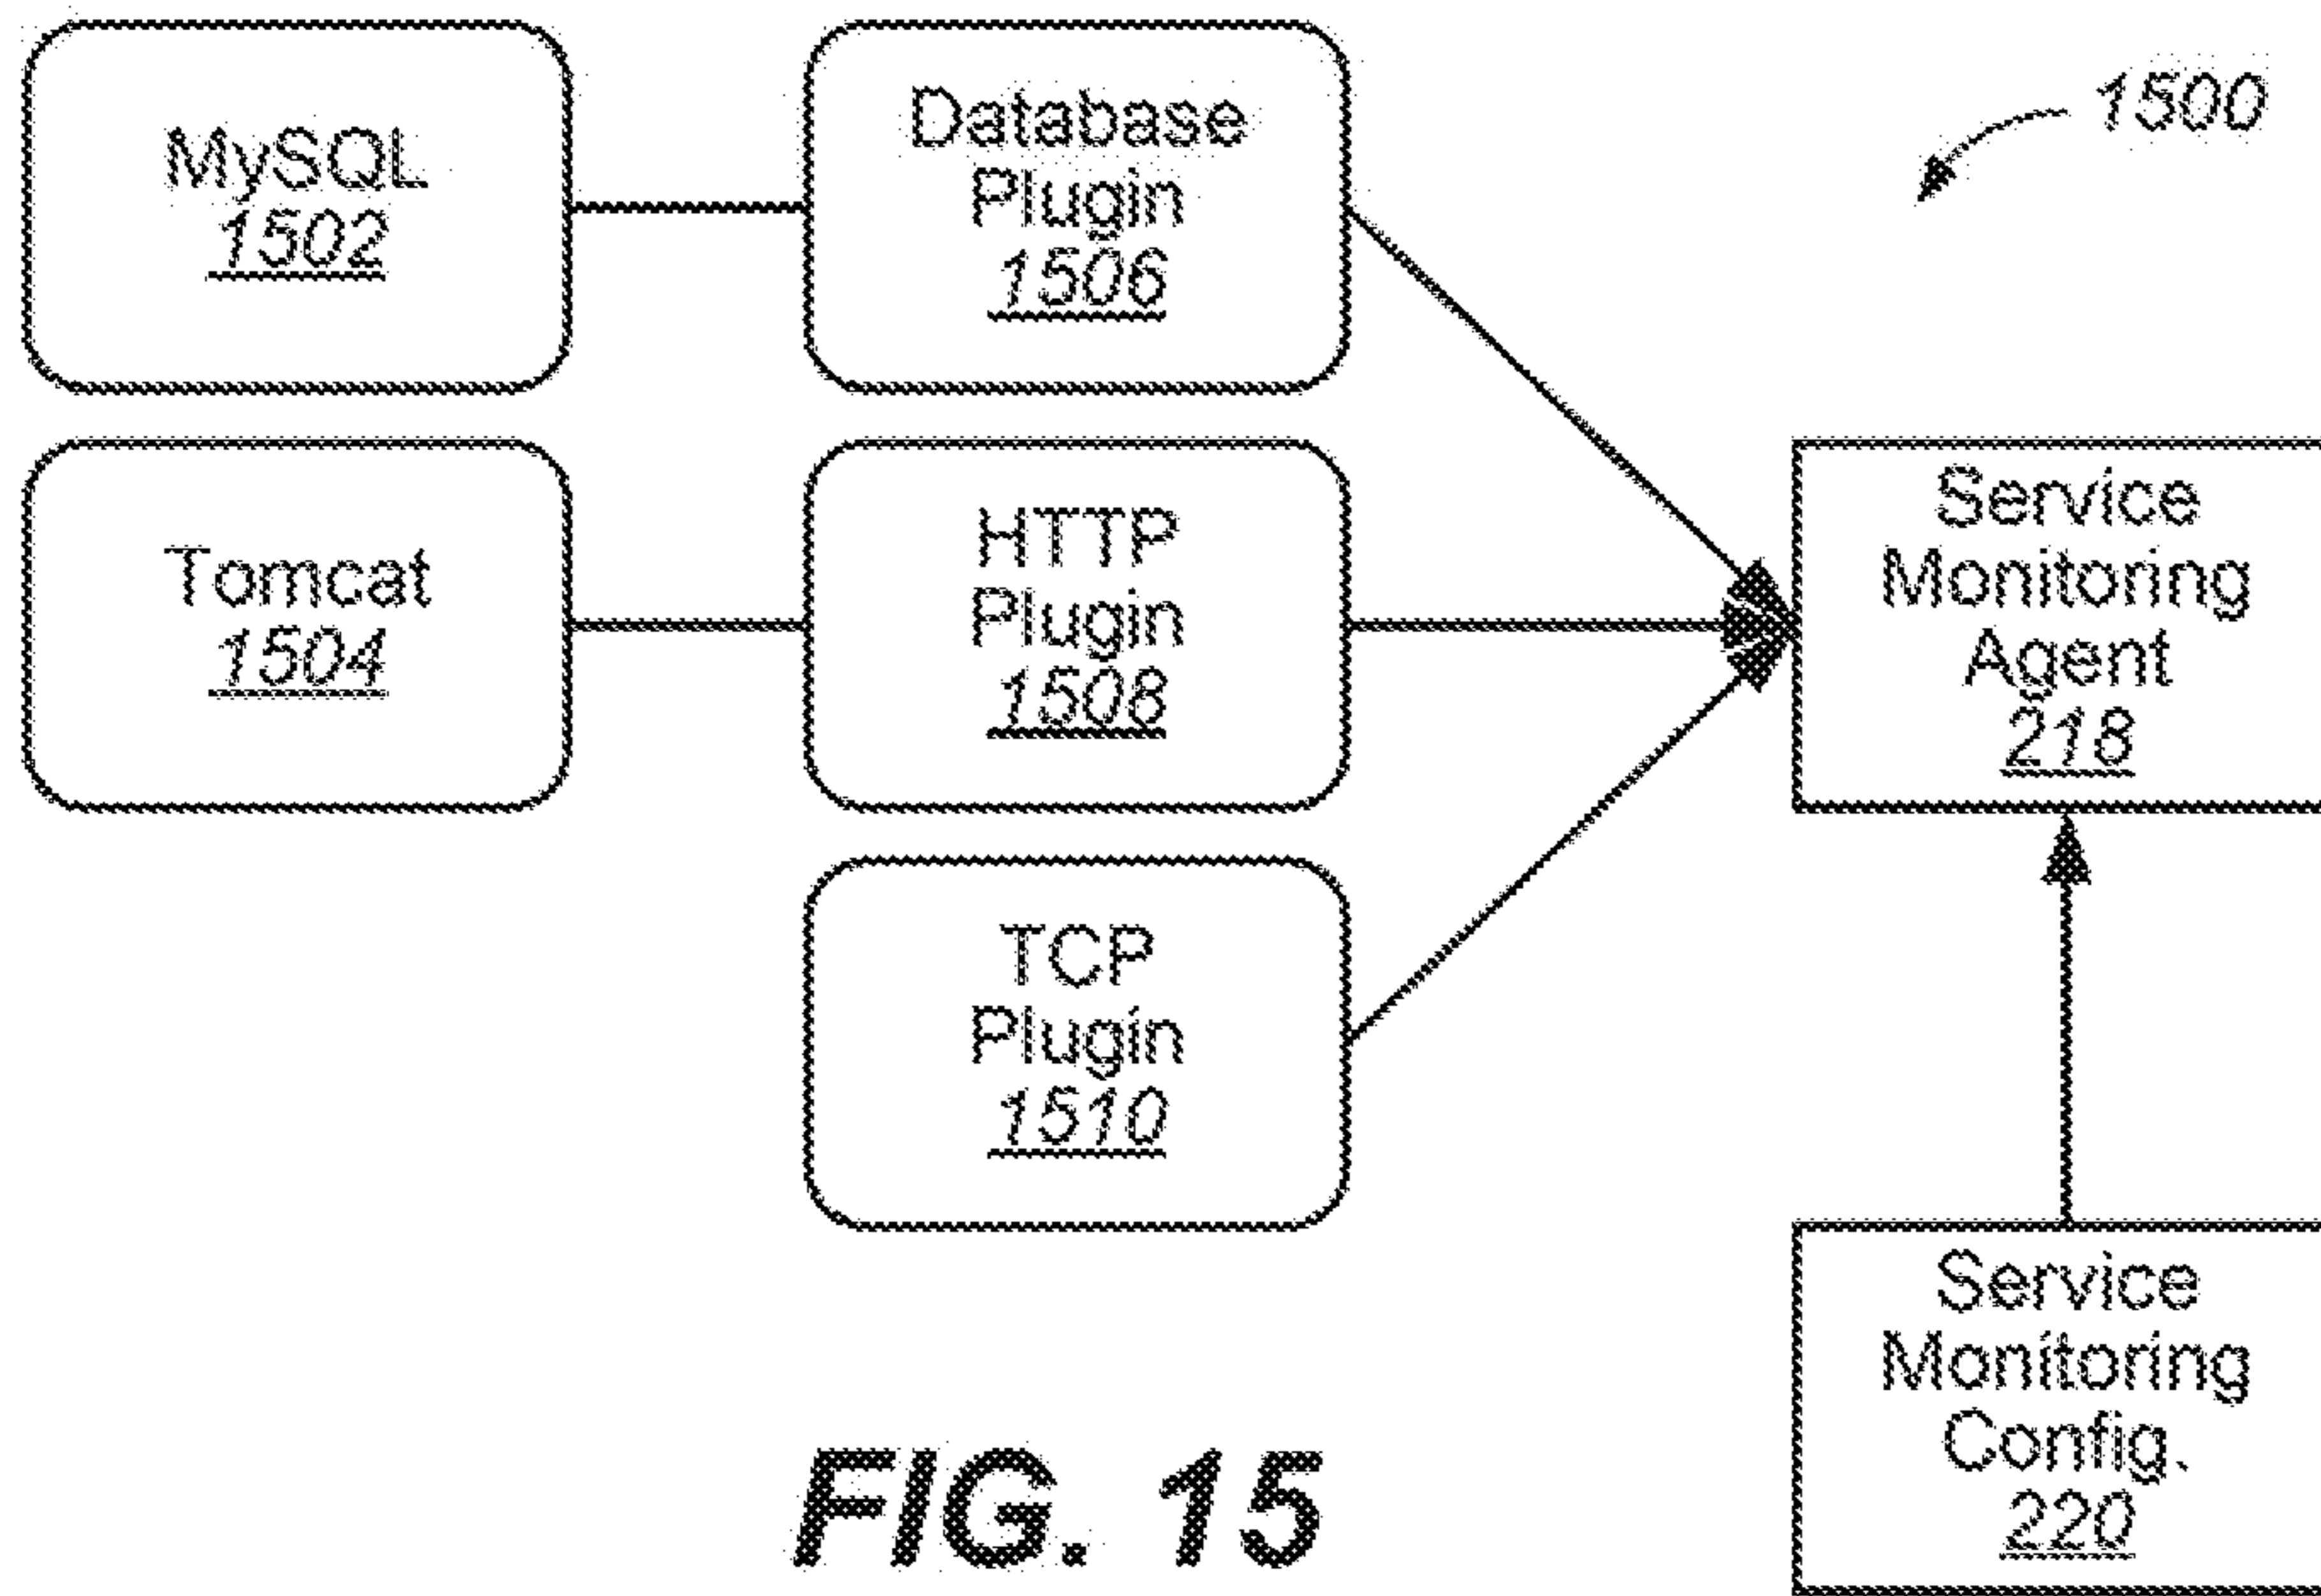 MySQL
1502
Database
Plugin
1506
1500
Tomcat
1504
HTTP
Plugin
1508
Service
Monitoring
Agent
218
TCP
Plugin
1510
Service
Monitoring
Config.
220
FIG. 15